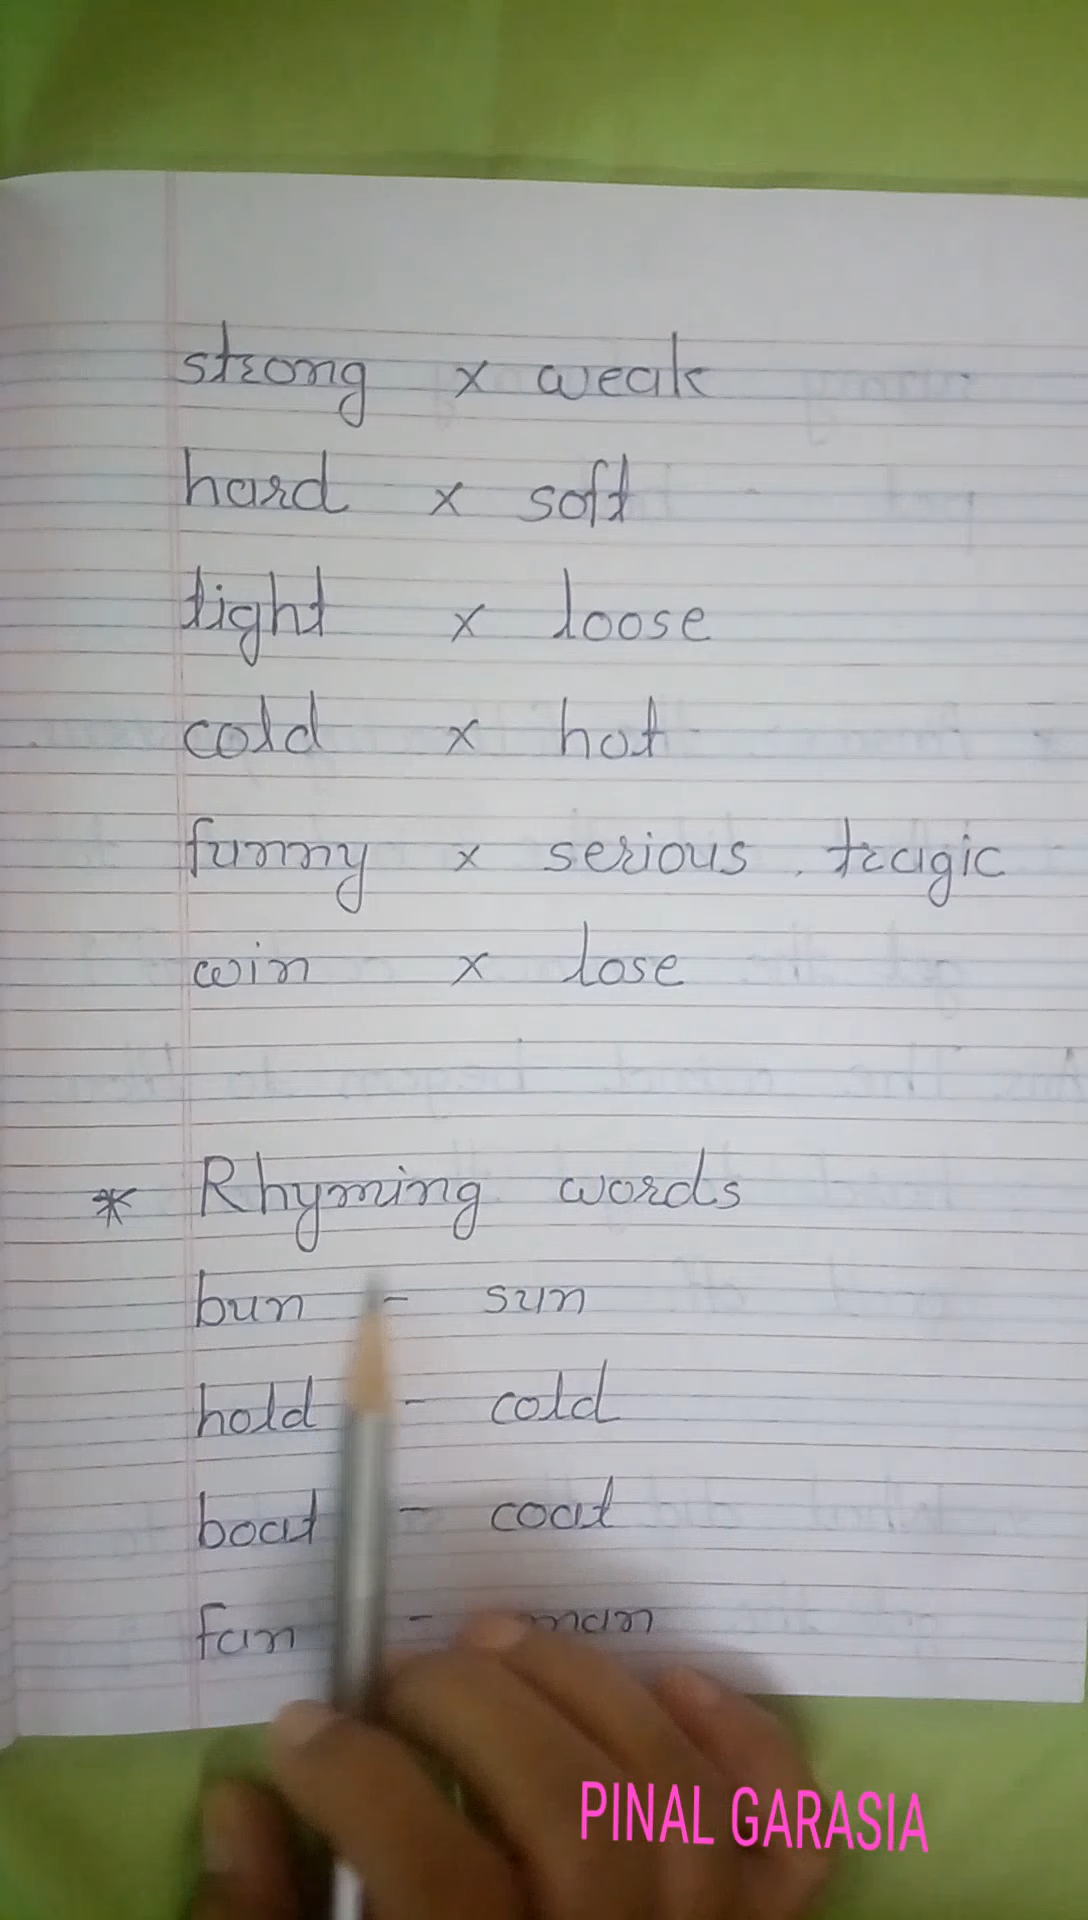 strong x weak
hard x soft
tight x loose
cold x hot
funny x serious . tragic
win x lose
* Rhyming words
bun - sun
hold - cold
boat - coat
fan - man
PINAL GARASIA